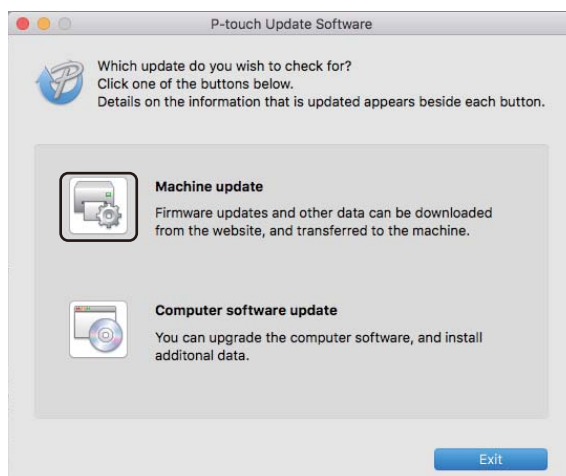 P-touch Update Software
Which update do you wish to check for?
Click one of the buttons below.
Details on the information that is updated appears beside each button.
Machine update
Firmware updates and other data can be downloaded
from the website, and transferred to the machine.
Computer software update
You can upgrade the computer software, and install
additonal data.
Exit